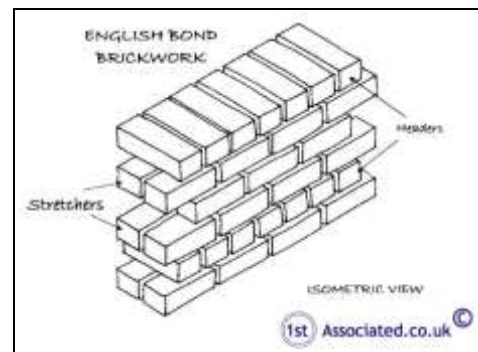 ENGLISH BOND
BRICKWORK
Headers
Stretchers
ISOMETRIC VIEW
1st Associated.co.uk ©